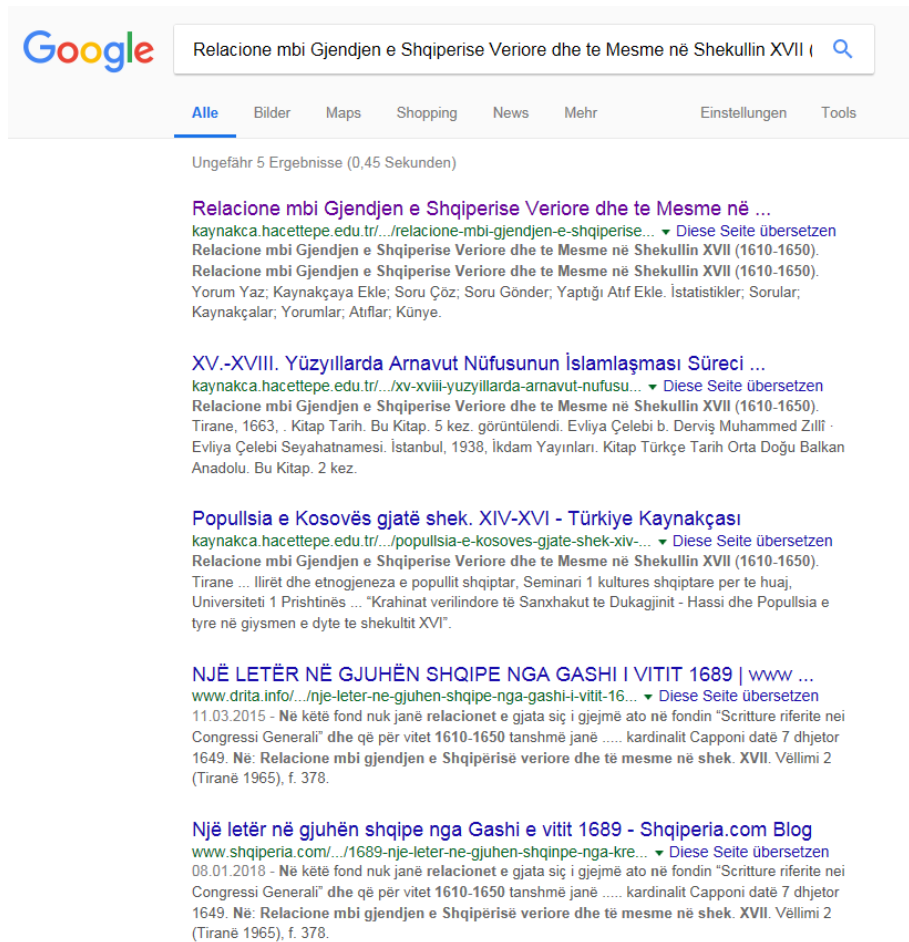 Google
Relacione mbi Gjendjen e Shqiperise Veriore dhe te Mesme në Shekullin XVII (
Alle Bilder Maps Shopping News Mehr Einstellungen Tools
Ungefähr 5 Ergebnisse (0,45 Sekunden)
Relacione mbi Gjendjen e Shqiperise Veriore dhe te Mesme në ...
kaynakca.hacettepe.edu.tr/.../relacione-mbi-gjendjen-e-shqiperise... ▼ Diese Seite übersetzen
Relacione mbi Gjendjen e Shqiperise Veriore dhe te Mesme në Shekullin XVII (1610-1650).
Relacione mbi Gjendjen e Shqiperise Veriore dhe te Mesme në Shekullin XVII (1610-1650).
Yorum Yaz; Kaynakçaya Ekle; Soru Çöz; Soru Gönder; Yaptığı Atıf Ekle. İstatistikler; Sorular;
Kaynakçalar; Yorumlar; Atıflar; Künye.
XV.-XVIII. Yüzyıllarda Arnavut Nüfusunun İslamlaşması Süreci ...
kaynakca.hacettepe.edu.tr/.../xv-xviii-yuzyillarda-arnavut-nufusu... ▼ Diese Seite übersetzen
Relacione mbi Gjendjen e Shqiperise Veriore dhe te Mesme në Shekullin XVII (1610-1650).
Tirane, 1663, . Kitap Tarih. Bu Kitap. 5 kez. görüntülendi. Evliya Çelebi b. Derviş Muhammed Zıllî ·
Evliya Çelebi Seyahatnamesi. İstanbul, 1938, İkdam Yayınları. Kitap Türkçe Tarih Orta Doğu Balkan
Anadolu. Bu Kitap. 2 kez.
Popullsia e Kosovës gjatë shek. XIV-XVI - Türkiye Kaynakçası
kaynakca.hacettepe.edu.tr/.../popullsia-e-kosoves-gjate-shek-xiv-... ▼ Diese Seite übersetzen
Relacione mbi Gjendjen e Shqiperise Veriore dhe te Mesme në Shekullin XVII (1610-1650).
Tirane ... Ilirët dhe etnogjeneza e popullit shqiptar, Seminari 1 kultures shqiptare per te huaj,
Universiteti 1 Prishtinës ... “Krahinat verilindore të Sanxhakut te Dukagjinit - Hassi dhe Popullsia e
tyre në giysmen e dyte te shekultit XVI”.
NJË LETËR NË GJUHËN SHQIPE NGA GASHI I VITIT 1689 | www ...
www.drita.info/.../nje-leter-ne-gjuhen-shqipe-nga-gashi-i-vitit-16... ▼ Diese Seite übersetzen
11.03.2015 - Në këtë fond nuk janë relacionet e gjata siç i gjejmë ato në fondin “Scritture riferite nei
Congressi Generali” dhe që për vitet 1610-1650 tanshmë janë ..... kardinalit Capponi datë 7 dhjetor
1649. Në: Relacione mbi gjendjen e Shqipërisë veriore dhe të mesme në shek. XVII. Vëllimi 2
(Tiranë 1965), f. 378.
Një letër në gjuhën shqipe nga Gashi e vitit 1689 - Shqiperia.com Blog
www.shqiperia.com/.../1689-nje-leter-ne-gjuhen-shqinpe-nga-kre... ▼ Diese Seite übersetzen
08.01.2018 - Në këtë fond nuk janë relacionet e gjata siç i gjejmë ato në fondin “Scritture riferite nei
Congressi Generali” dhe që për vitet 1610-1650 tanshmë janë ..... kardinalit Capponi datë 7 dhjetor
1649. Në: Relacione mbi gjendjen e Shqipërisë veriore dhe të mesme në shek. XVII. Vëllimi 2
(Tiranë 1965), f. 378.